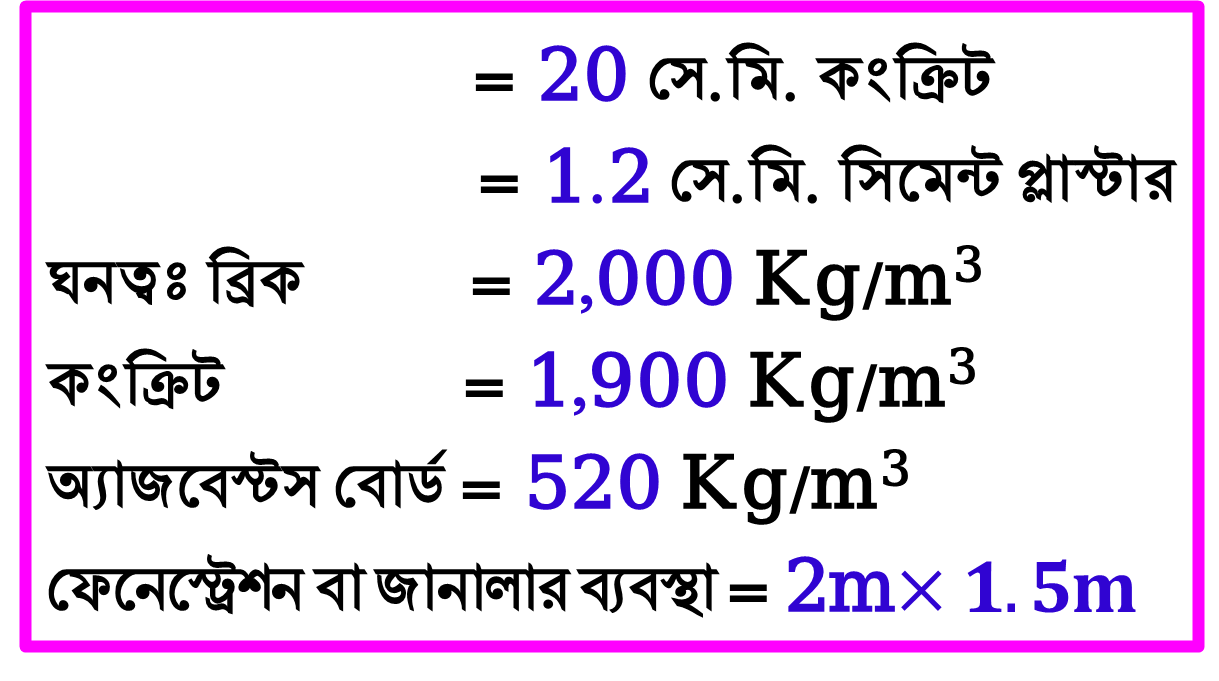 = 20 সে.মি. কংক্রিট
= 1.2 সে.মি. সিমেন্ট প্লাস্টার
ঘনত্বঃ ব্রিক = 2,000 Kg/m³
কংক্রিট = 1,900 Kg/m³
অ্যাজবেস্টস বোর্ড = 520 Kg/m³
ফেনেস্ট্রেশন বা জানালার ব্যবস্থা = 2m× 1.5m